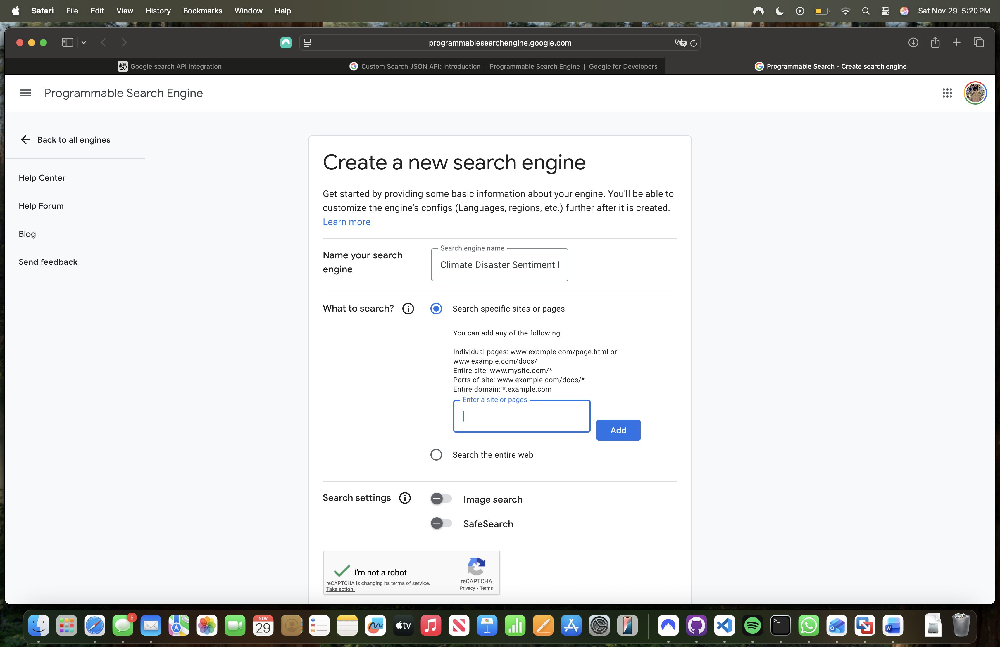 Safari File Edit View History Bookmarks Window Help Sat Nov 29 5:20 PM
programmablesearchengine.google.com
Google search API integration
Custom Search JSON API: Introduction | Programmable Search Engine | Google for Developers
Programmable Search - Create search engine
Programmable Search Engine
Back to all engines
Help Center
Help Forum
Blog
Send feedback
Create a new search engine
Get started by providing some basic information about your engine. You'll be able to
customize the engine's configs (Languages, regions, etc.) further after it is created.
Learn more
Name your search
engine
Search engine name
Climate Disaster Sentiment I
What to search?
Search specific sites or pages
You can add any of the following:
Individual pages: www.example.com/page.html or
www.example.com/docs/
Entire site: www.mysite.com/*
Parts of site: www.example.com/docs/*
Entire domain: *.example.com
Enter a site or pages
Add
Search the entire web
Search settings
Image search
SafeSearch
I'm not a robot
reCAPTCHA is changing its terms of service.
Take action.
reCAPTCHA
Privacy - Terms
5
NOV
29
tv